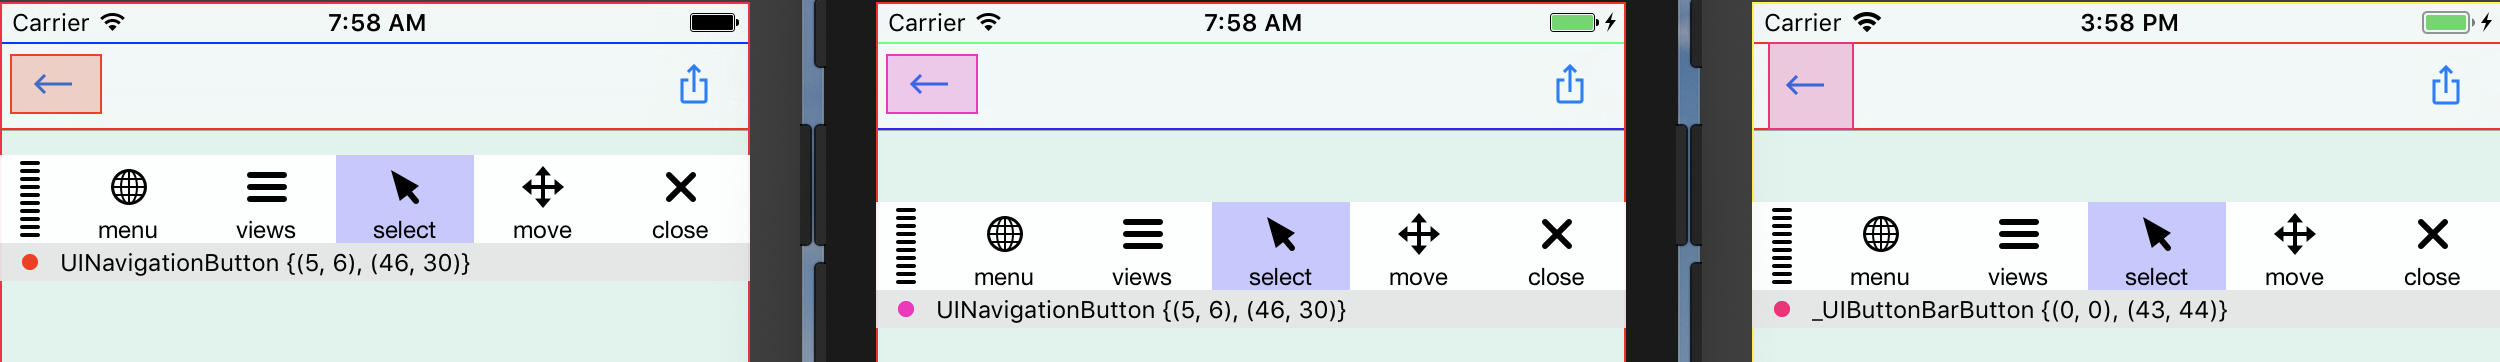 Carrier 7:58 AM
menu views select move close
UINavigationButton {(5, 6), (46, 30)}
Carrier 7:58 AM
menu views select move close
UINavigationButton {(5, 6), (46, 30)}
Carrier 3:58 PM
menu views select move close
_UIButtonBarButton {(0, 0), (43, 44)}